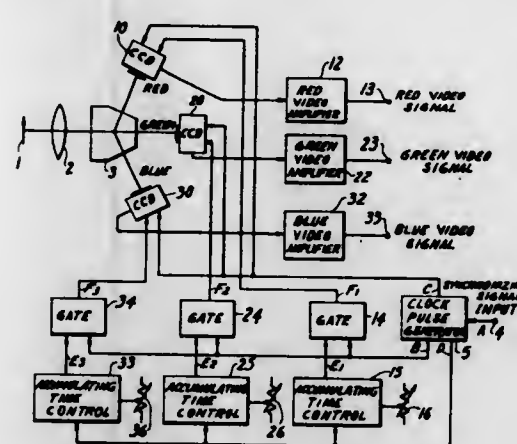 10
CCD
RED
12
RED
VIDEO
AMPLIFIER
13
RED VIDEO
SIGNAL
1
2
3
GREEN
20
CCD
GREEN
VIDEO
AMPLIFIER
22
23
GREEN VIDEO
SIGNAL
BLUE
CCD
30
32
BLUE
VIDEO
AMPLIFIER
33
BLUE VIDEO
SIGNAL
F3
GATE
34
F2
GATE
24
F1
GATE
14
C
SYNCHRONIZING
SIGNAL
INPUT
CLOCK
PULSE
GENERATOR
A
4
B
D
5
E3
33
ACCUMULATING
TIME
CONTROL
36
E2
25
ACCUMULATING
TIME
CONTROL
26
E1
15
ACCUMULATING
TIME
CONTROL
16